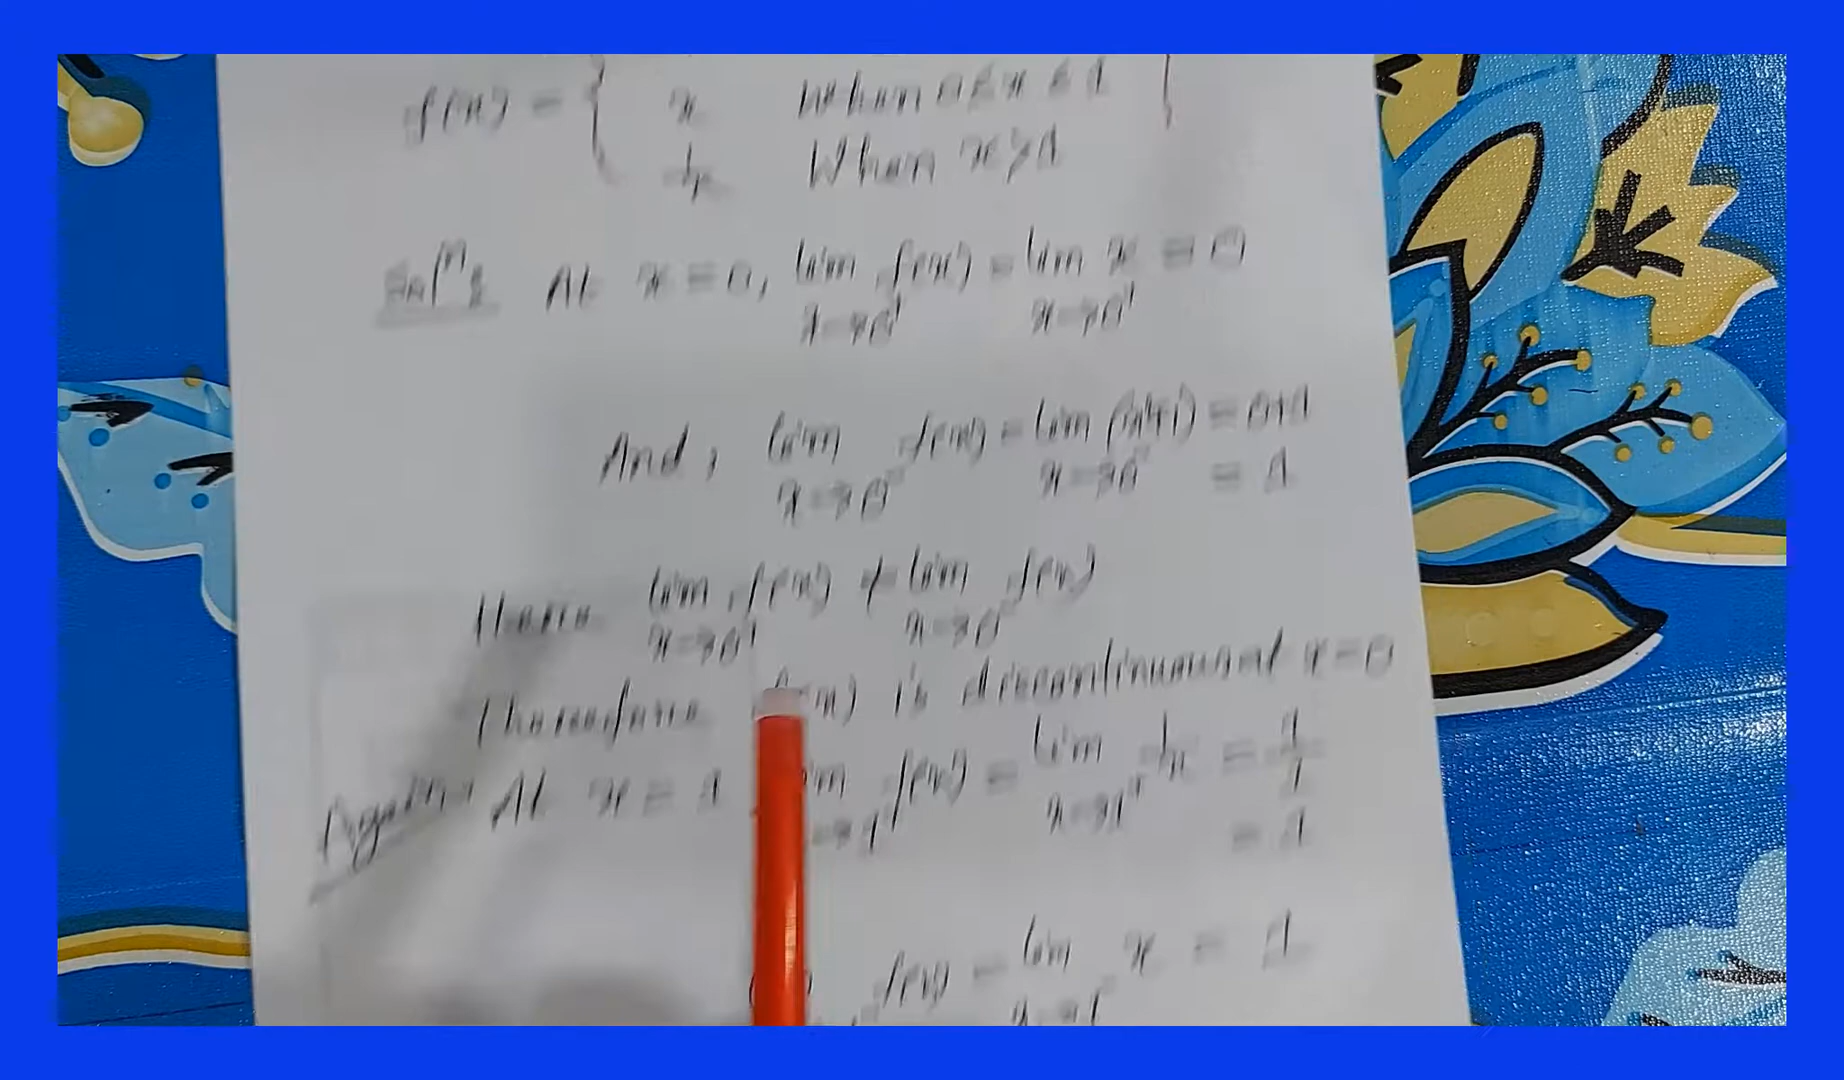 f(x) = { x When 0 ≤ x ≤ 1
1/x When x > 1
Solⁿ: At x = 0, lim f(x) = lim x = 0
x→0⁺ x→0⁺
And, lim f(x) = lim (x²+1) = 0+1
x→0⁻ x→0⁻ = 1
Hence lim f(x) ≠ lim f(x)
x→0⁺ x→0⁻
Therefore f(x) is discontinuous at x=0
Again, At x = 1 lim f(x) = lim 1/x = 1/1
x→1⁺ x→1⁺ = 1
f(x) = lim x = 1
x→1⁻